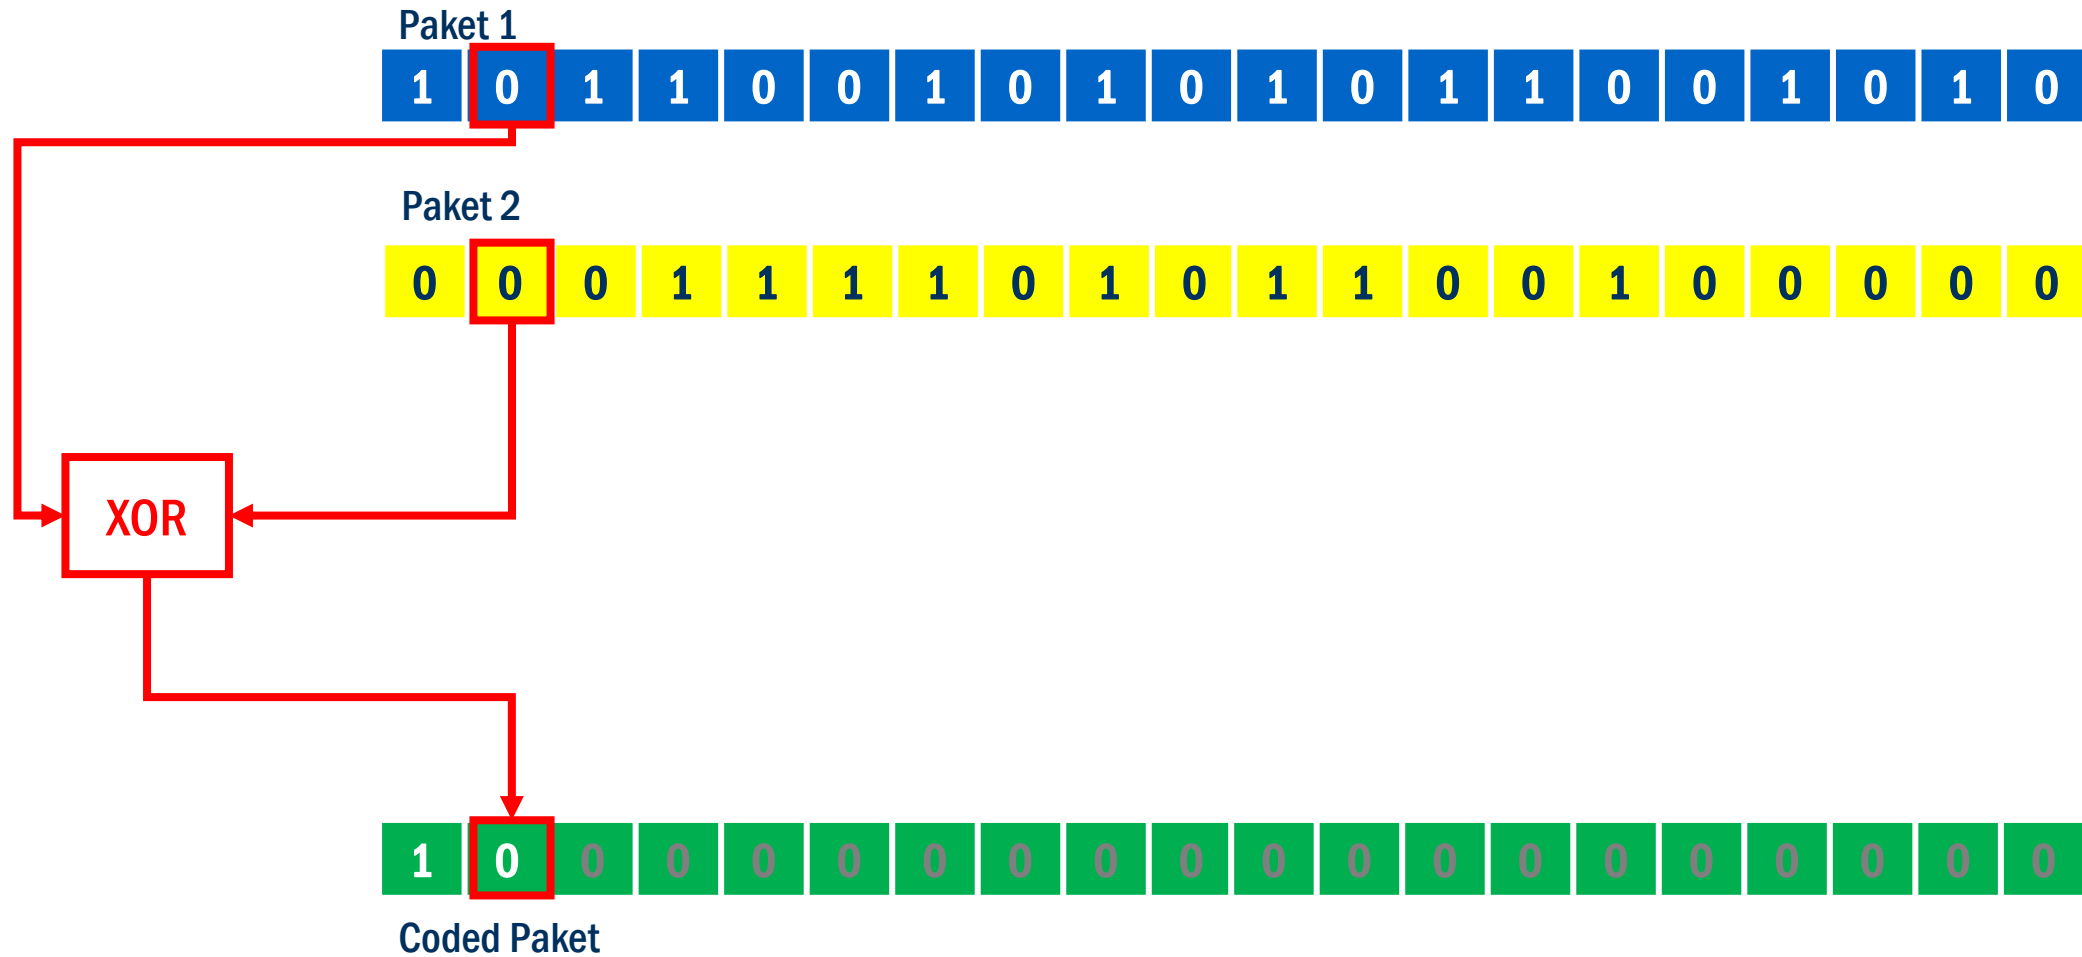 Paket 1
1 0 1 1 0 0 1 0 1 0 1 0 1 1 0 0 1 0 1 0
Paket 2
0 0 0 1 1 1 1 0 1 0 1 1 0 0 1 0 0 0 0 0
XOR
1 0 0 0 0 0 0 0 0 0 0 0 0 0 0 0 0 0 0 0
Coded Paket